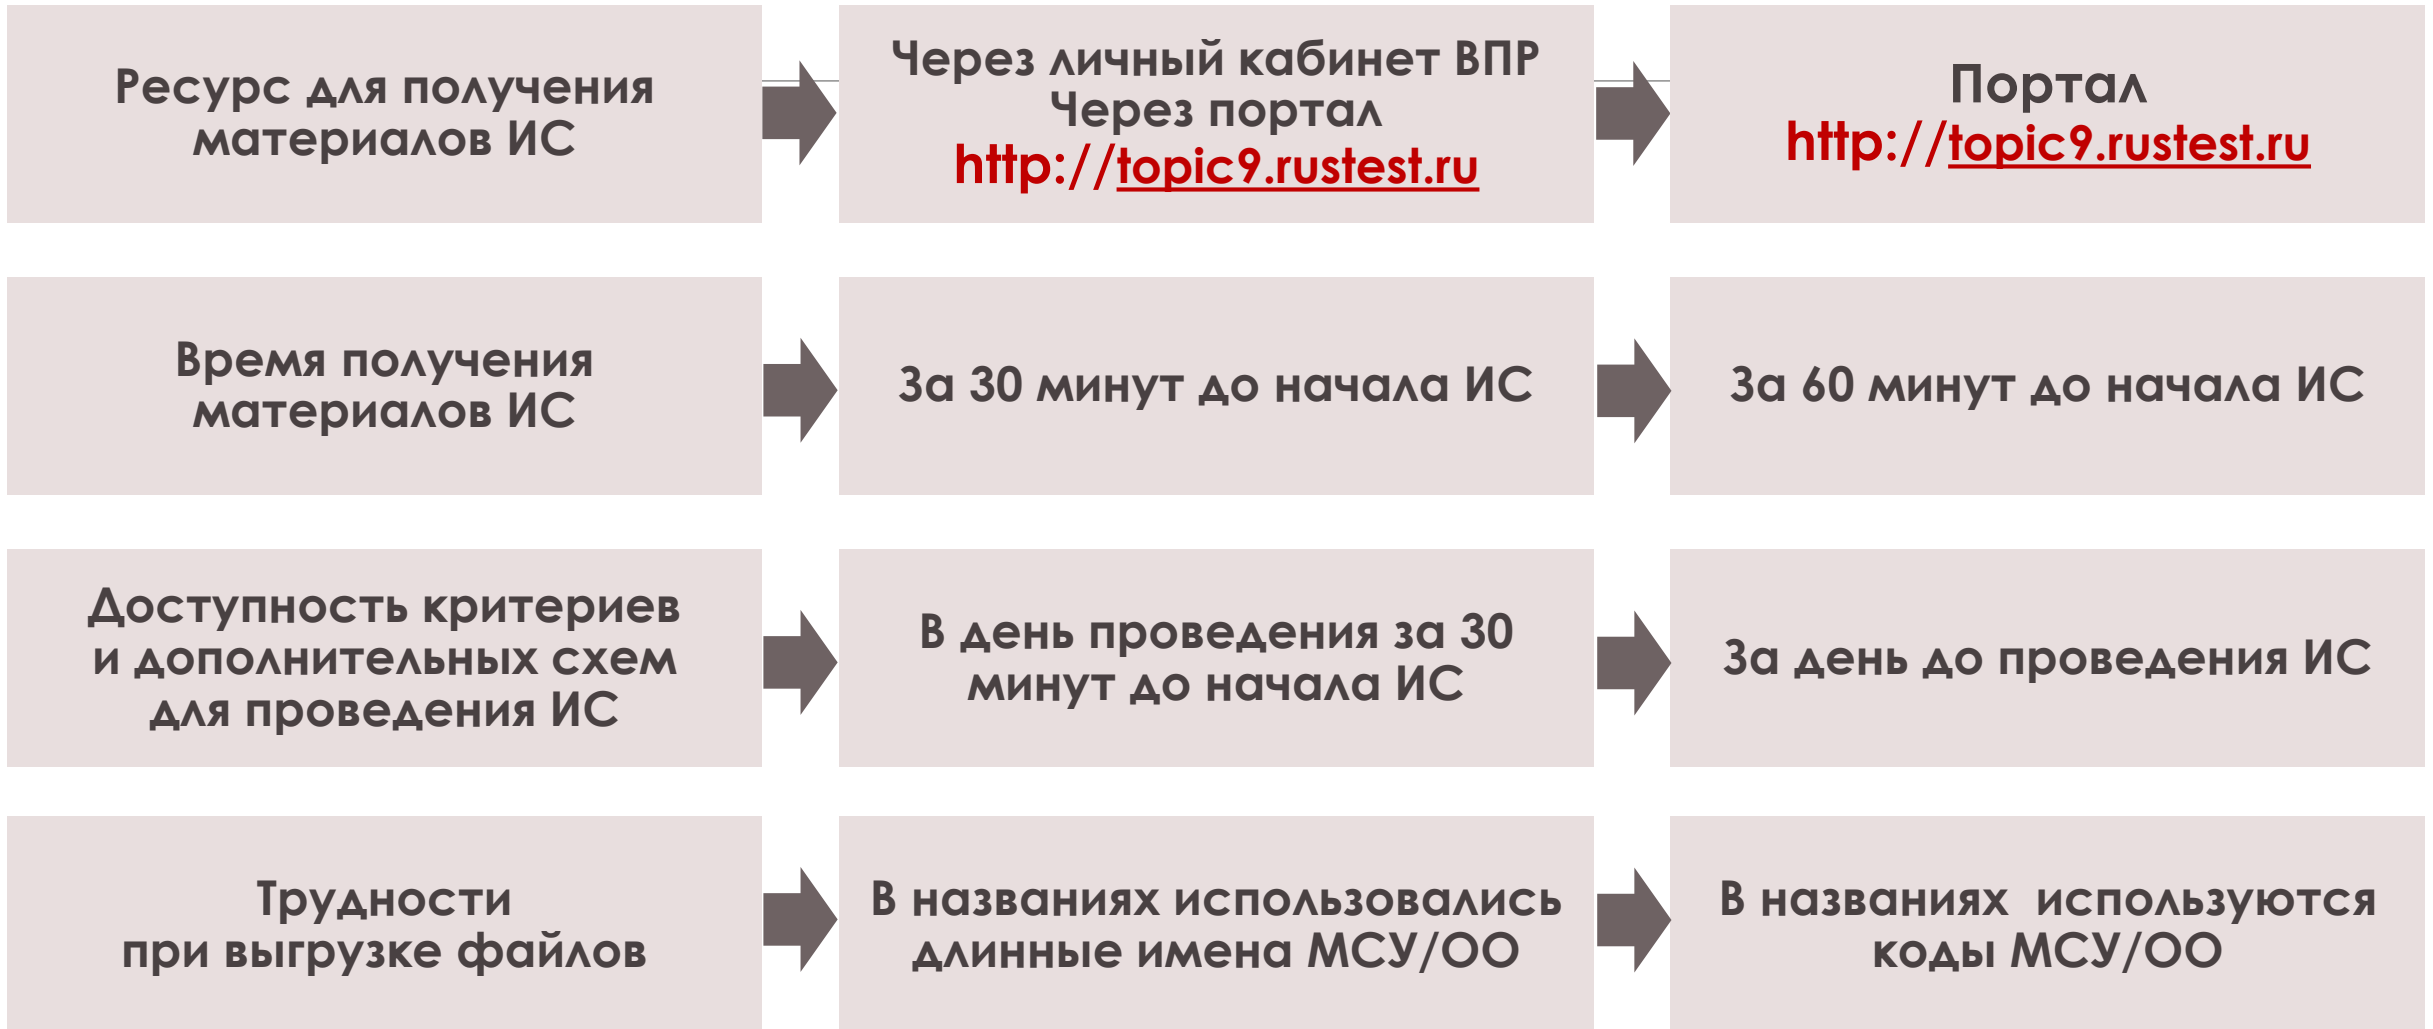 Ресурс для получения
материалов ИС
Через личный кабинет ВПР
Через портал
http://topic9.rustest.ru
Портал
http://topic9.rustest.ru
Время получения
материалов ИС
За 30 минут до начала ИС
За 60 минут до начала ИС
Доступность критериев
и дополнительных схем
для проведения ИС
В день проведения за 30
минут до начала ИС
За день до проведения ИС
Трудности
при выгрузке файлов
В названиях использовались
длинные имена МСУ/ОО
В названиях используются
коды МСУ/ОО